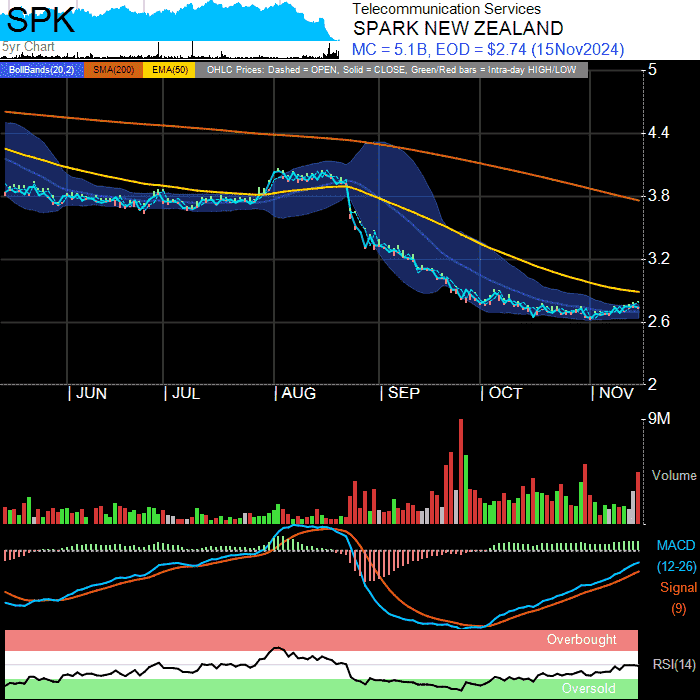 SPK
5yr Chart
Telecommunication Services
SPARK NEW ZEALAND
MC = 5.1B, EOD = $2.74 (15Nov2024)
BollBands(20,2) SMA(200) EMA(50) OHLC Prices: Dashed = OPEN, Solid = CLOSE, Green/Red bars = Intra-day HIGH/LOW
5
4.4
3.8
3.2
2.6
2
JUN JUL AUG SEP OCT NOV
9M
Volume
MACD
(12-26)
Signal
(9)
Overbought
RSI(14)
Oversold